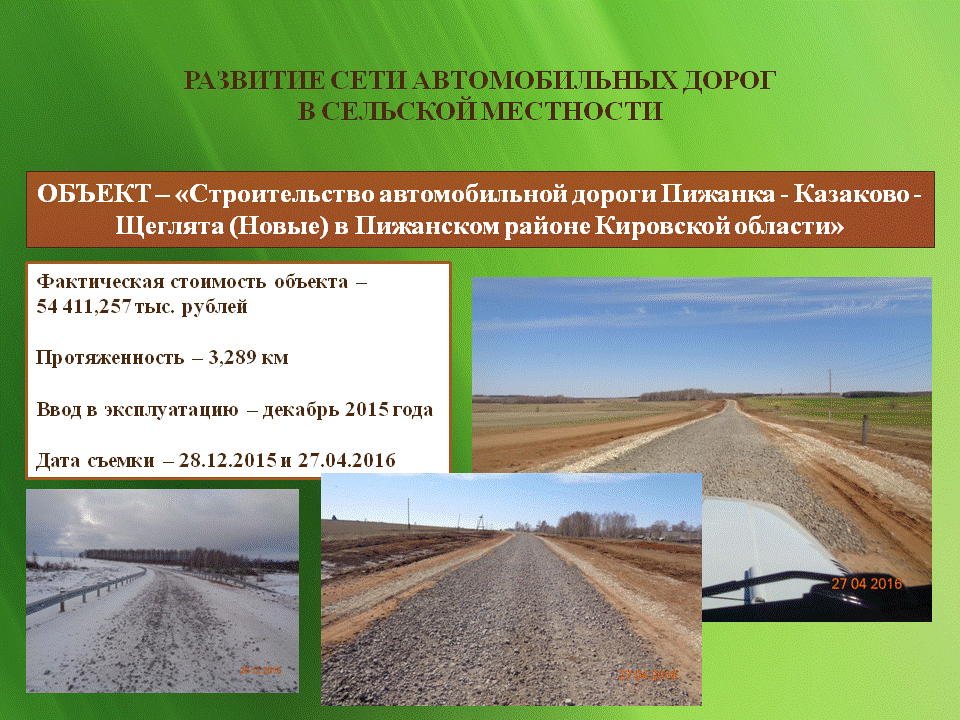 РАЗВИТИЕ СЕТИ АВТОМОБИЛЬНЫХ ДОРОГ
В СЕЛЬСКОЙ МЕСТНОСТИ
ОБЪЕКТ – «Строительство автомобильной дороги Пижанка - Казаково -
Щеглята (Новые) в Пижанском районе Кировской области»
Фактическая стоимость объекта –
54 411,257 тыс. рублей
Протяженность – 3,289 км
Ввод в эксплуатацию – декабрь 2015 года
Дата съемки – 28.12.2015 и 27.04.2016
27 04 2016